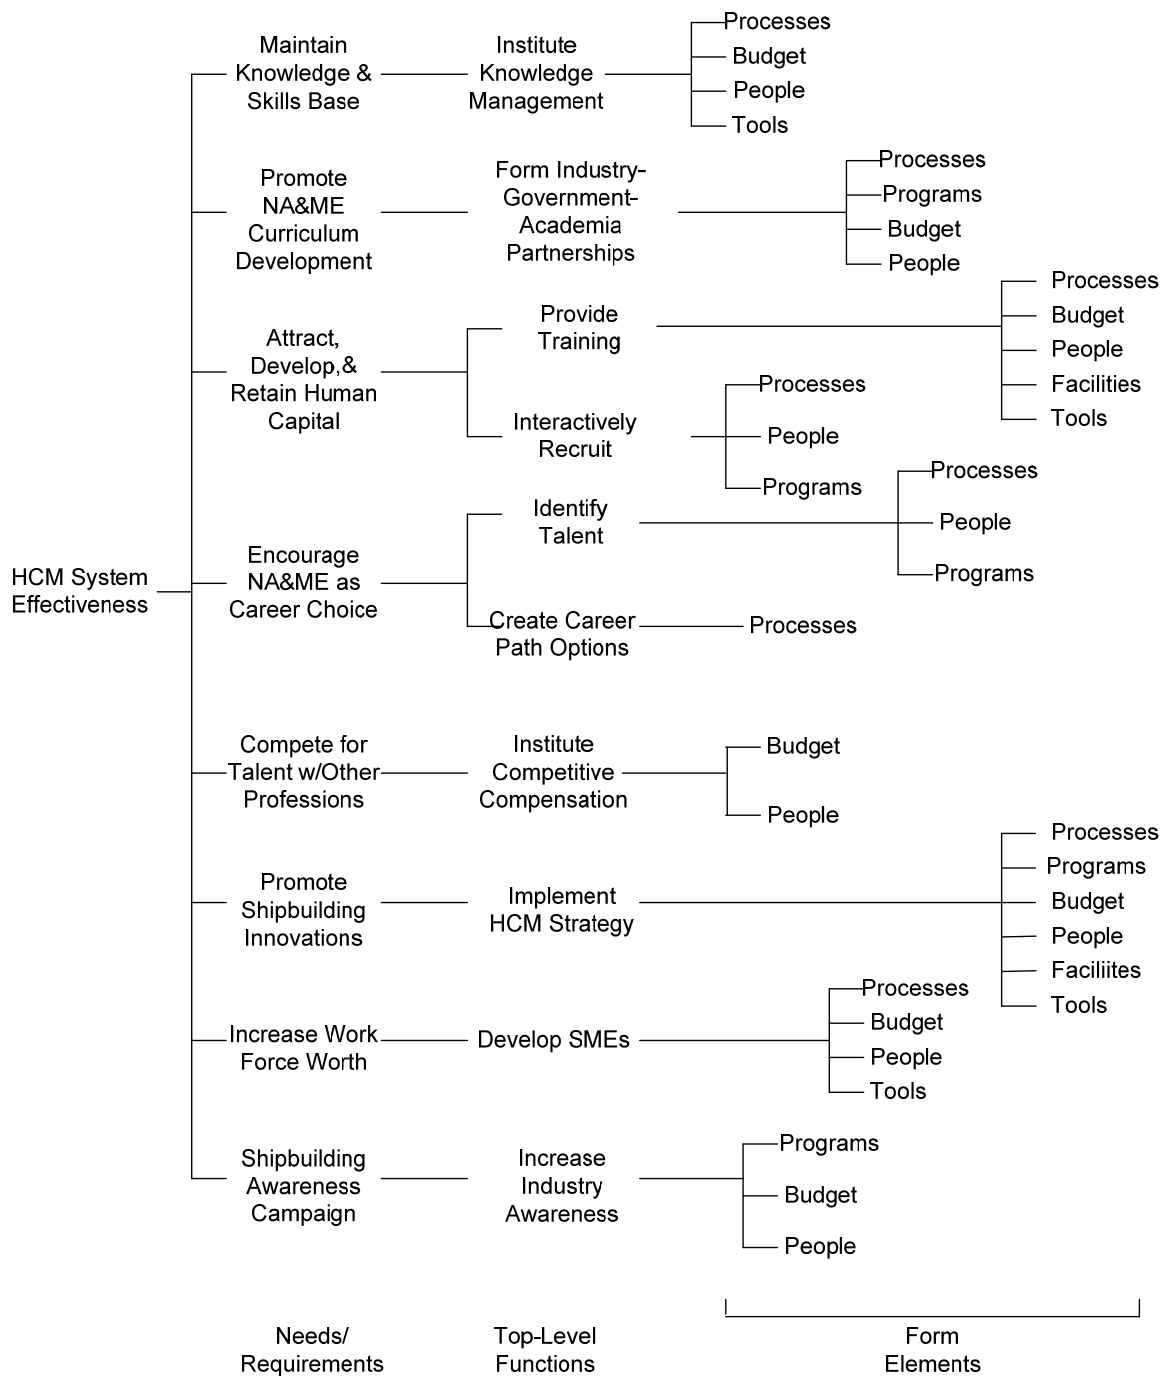 Maintain
Knowledge &
Skills Base
Institute
Knowledge
Management
Processes
Budget
People
Tools
Promote
NA&ME
Curriculum
Development
Form Industry-
Government-
Academia
Partnerships
Processes
Programs
Budget
People
Attract,
Develop,&
Retain Human
Capital
Provide
Training
Processes
Budget
People
Facilities
Tools
Interactively
Recruit
Processes
People
Programs
HCM System
Effectiveness
Encourage
NA&ME as
Career Choice
Identify
Talent
Processes
People
Programs
Create Career
Path Options
Processes
Compete for
Talent w/Other
Professions
Institute
Competitive
Compensation
Budget
People
Promote
Shipbuilding
Innovations
Implement
HCM Strategy
Processes
Programs
Budget
People
Faciliites
Tools
Increase Work
Force Worth
Develop SMEs
Processes
Budget
People
Tools
Shipbuilding
Awareness
Campaign
Increase
Industry
Awareness
Programs
Budget
People
Needs/
Requirements
Top-Level
Functions
Form
Elements